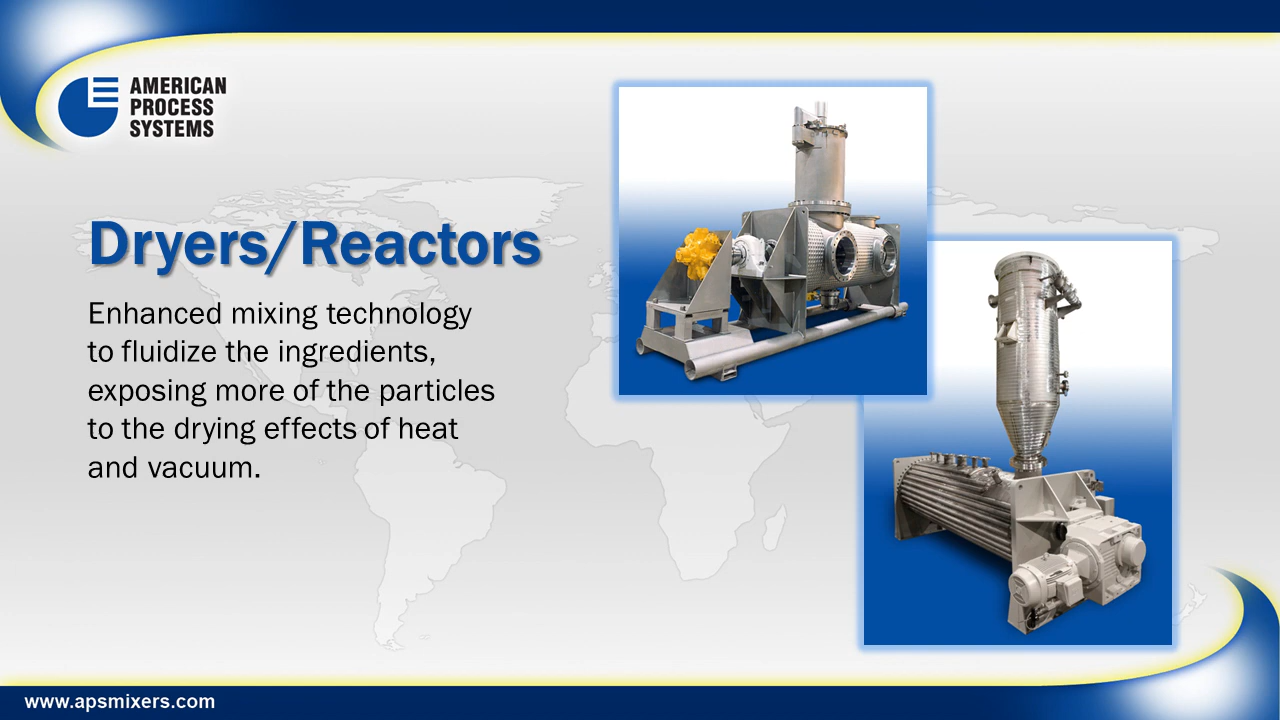 AMERICAN
PROCESS
SYSTEMS
Dryers/Reactors
Enhanced mixing technology
to fluidize the ingredients,
exposing more of the particles
to the drying effects of heat
and vacuum.
www.apsmixers.com